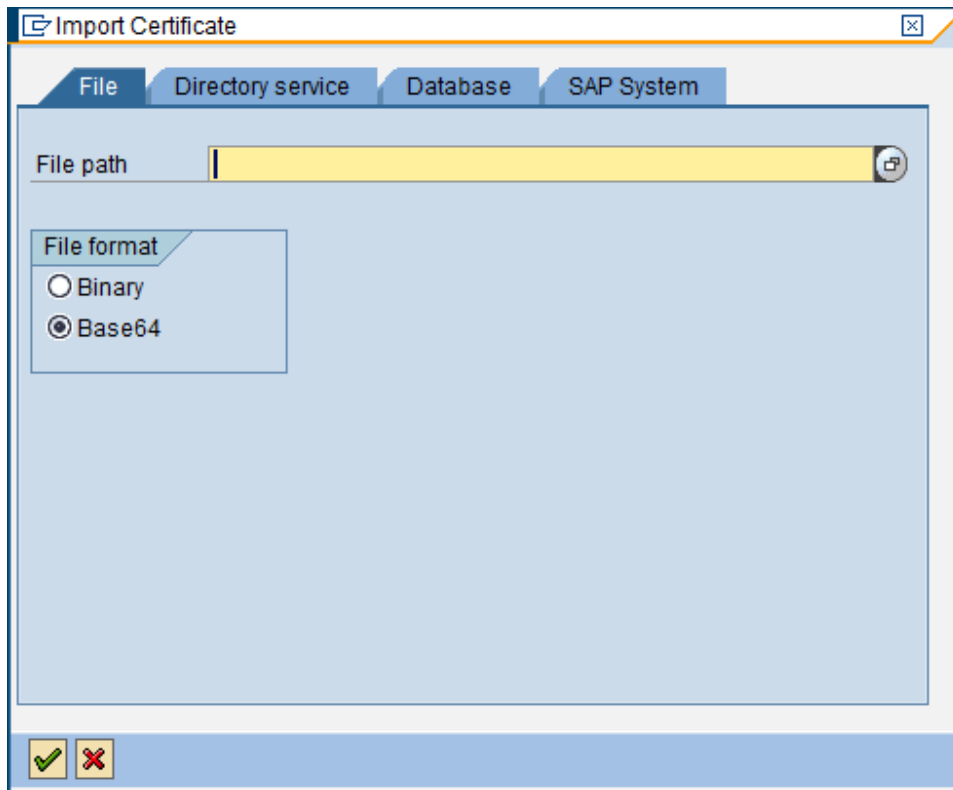 Import Certificate
File Directory service Database SAP System
File path
File format
Binary
Base64